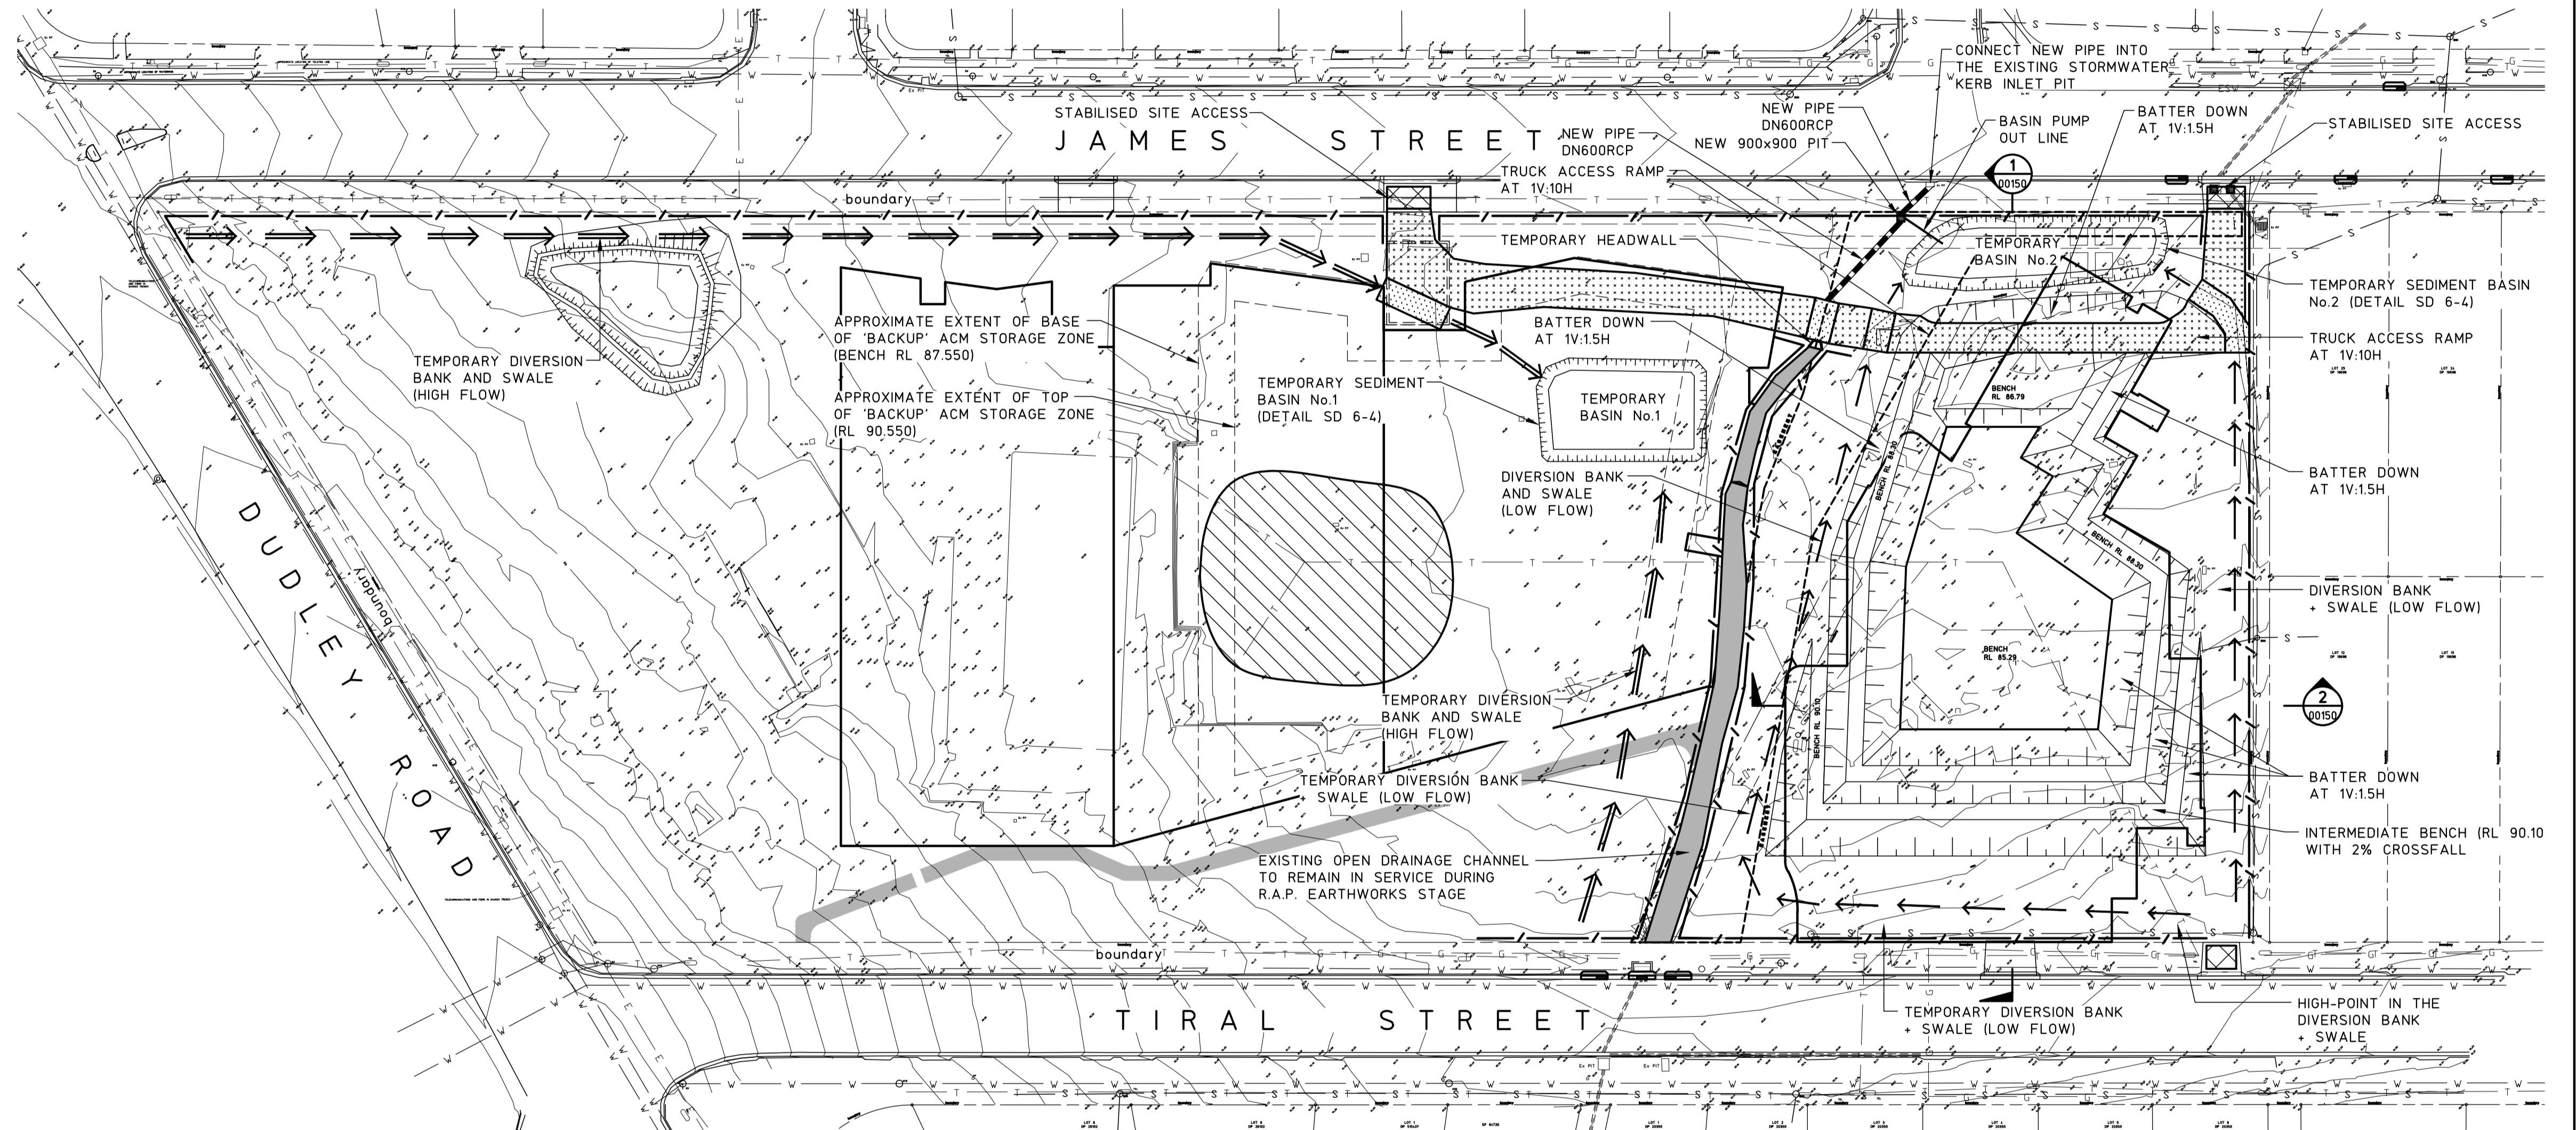 CONNECT NEW PIPE INTO
THE EXISTING STORMWATER
KERB INLET PIT
STABILISED SITE ACCESS
JAMES STREET
NEW PIPE
DN600RCP
NEW PIPE
DN600RCP
NEW 900x900 PIT
BASIN PUMP
OUT LINE
BATTER DOWN
AT 1V:1.5H
STABILISED SITE ACCESS
TRUCK ACCESS RAMP
AT 1V:10H
1
00150
boundary
TEMPORARY HEADWALL
TEMPORARY
BASIN No.2
TEMPORARY SEDIMENT BASIN
No.2 (DETAIL SD 6-4)
TRUCK ACCESS RAMP
AT 1V:10H
APPROXIMATE EXTENT OF BASE
OF 'BACKUP' ACM STORAGE ZONE
(BENCH RL 87.550)
BATTER DOWN
AT 1V:1.5H
TEMPORARY DIVERSION
BANK AND SWALE
(HIGH FLOW)
APPROXIMATE EXTENT OF TOP
OF 'BACKUP' ACM STORAGE ZONE
(RL 90.550)
TEMPORARY SEDIMENT
BASIN No.1
(DETAIL SD 6-4)
TEMPORARY
BASIN No.1
BENCH
RL 86.79
BENCH RL 88.30
BATTER DOWN
AT 1V:1.5H
DIVERSION BANK
AND SWALE
(LOW FLOW)
BENCH RL 88.30
DUDLEY ROAD
boundary
DIVERSION BANK
+ SWALE (LOW FLOW)
BENCH
RL 85.29
2
00150
TEMPORARY DIVERSION
BANK AND SWALE
(HIGH FLOW)
BENCH RL 90.10
TEMPORARY DIVERSION BANK
+ SWALE (LOW FLOW)
BATTER DOWN
AT 1V:1.5H
INTERMEDIATE BENCH (RL 90.10
WITH 2% CROSSFALL
EXISTING OPEN DRAINAGE CHANNEL
TO REMAIN IN SERVICE DURING
R.A.P. EARTHWORKS STAGE
boundary
TIRAL STREET
TEMPORARY DIVERSION BANK
+ SWALE (LOW FLOW)
HIGH-POINT IN THE
DIVERSION BANK
+ SWALE